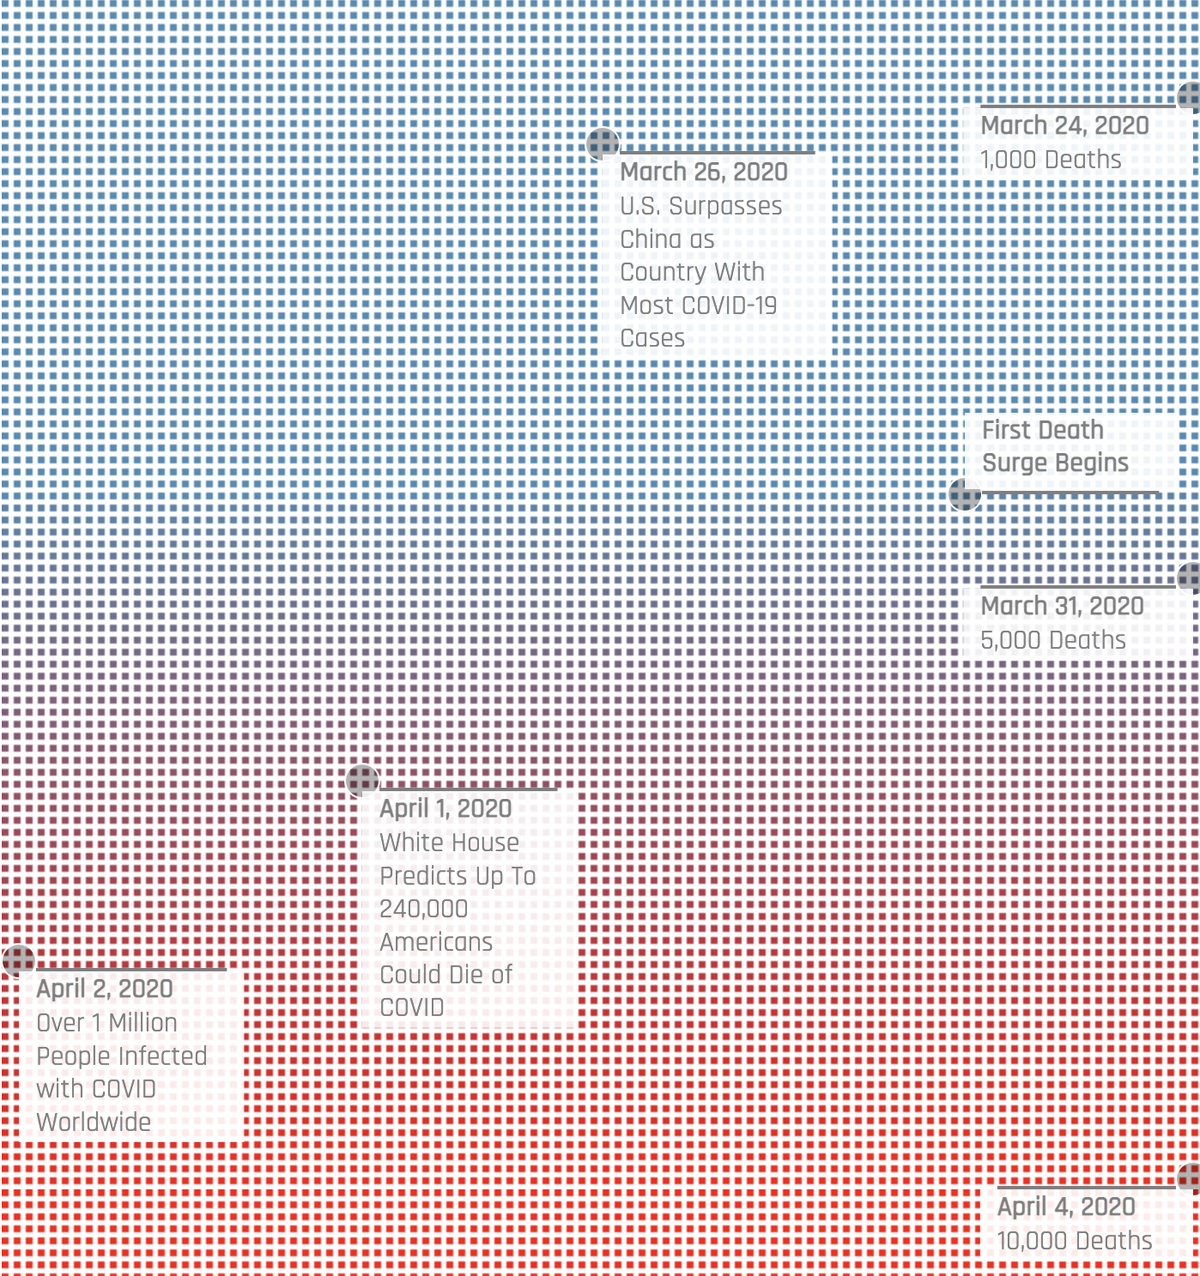 March 24, 2020
1,000 Deaths
March 26, 2020
U.S. Surpasses
China as
Country With
Most COVID-19
Cases
First Death
Surge Begins
March 31, 2020
5,000 Deaths
April 1, 2020
White House
Predicts Up To
240,000
Americans
Could Die of
COVID
April 2, 2020
Over 1 Million
People Infected
with COVID
Worldwide
April 4, 2020
10,000 Deaths